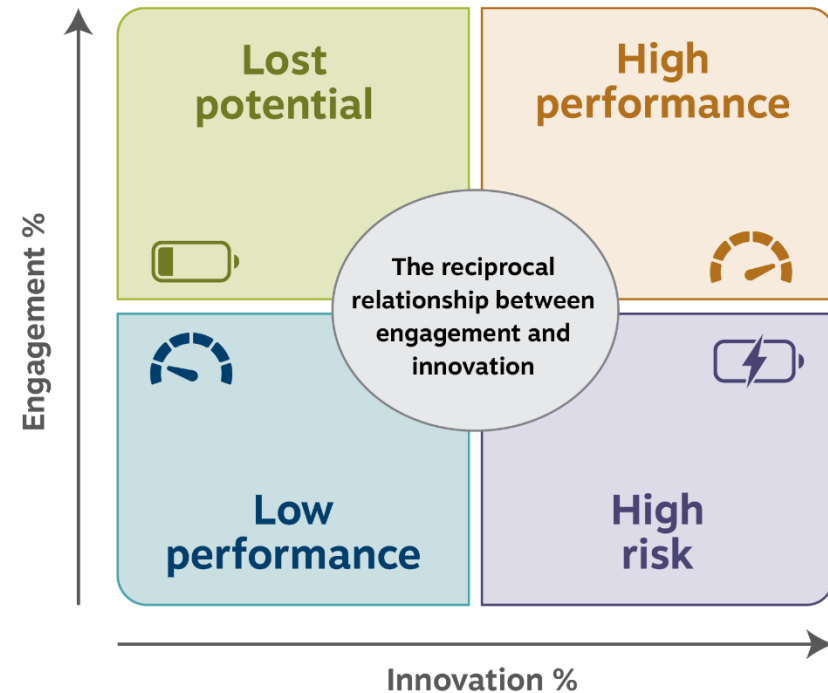 Engagement %
Lost
potential
High
performance
The reciprocal
relationship between
engagement and
innovation
Low
performance
High
risk
Innovation %